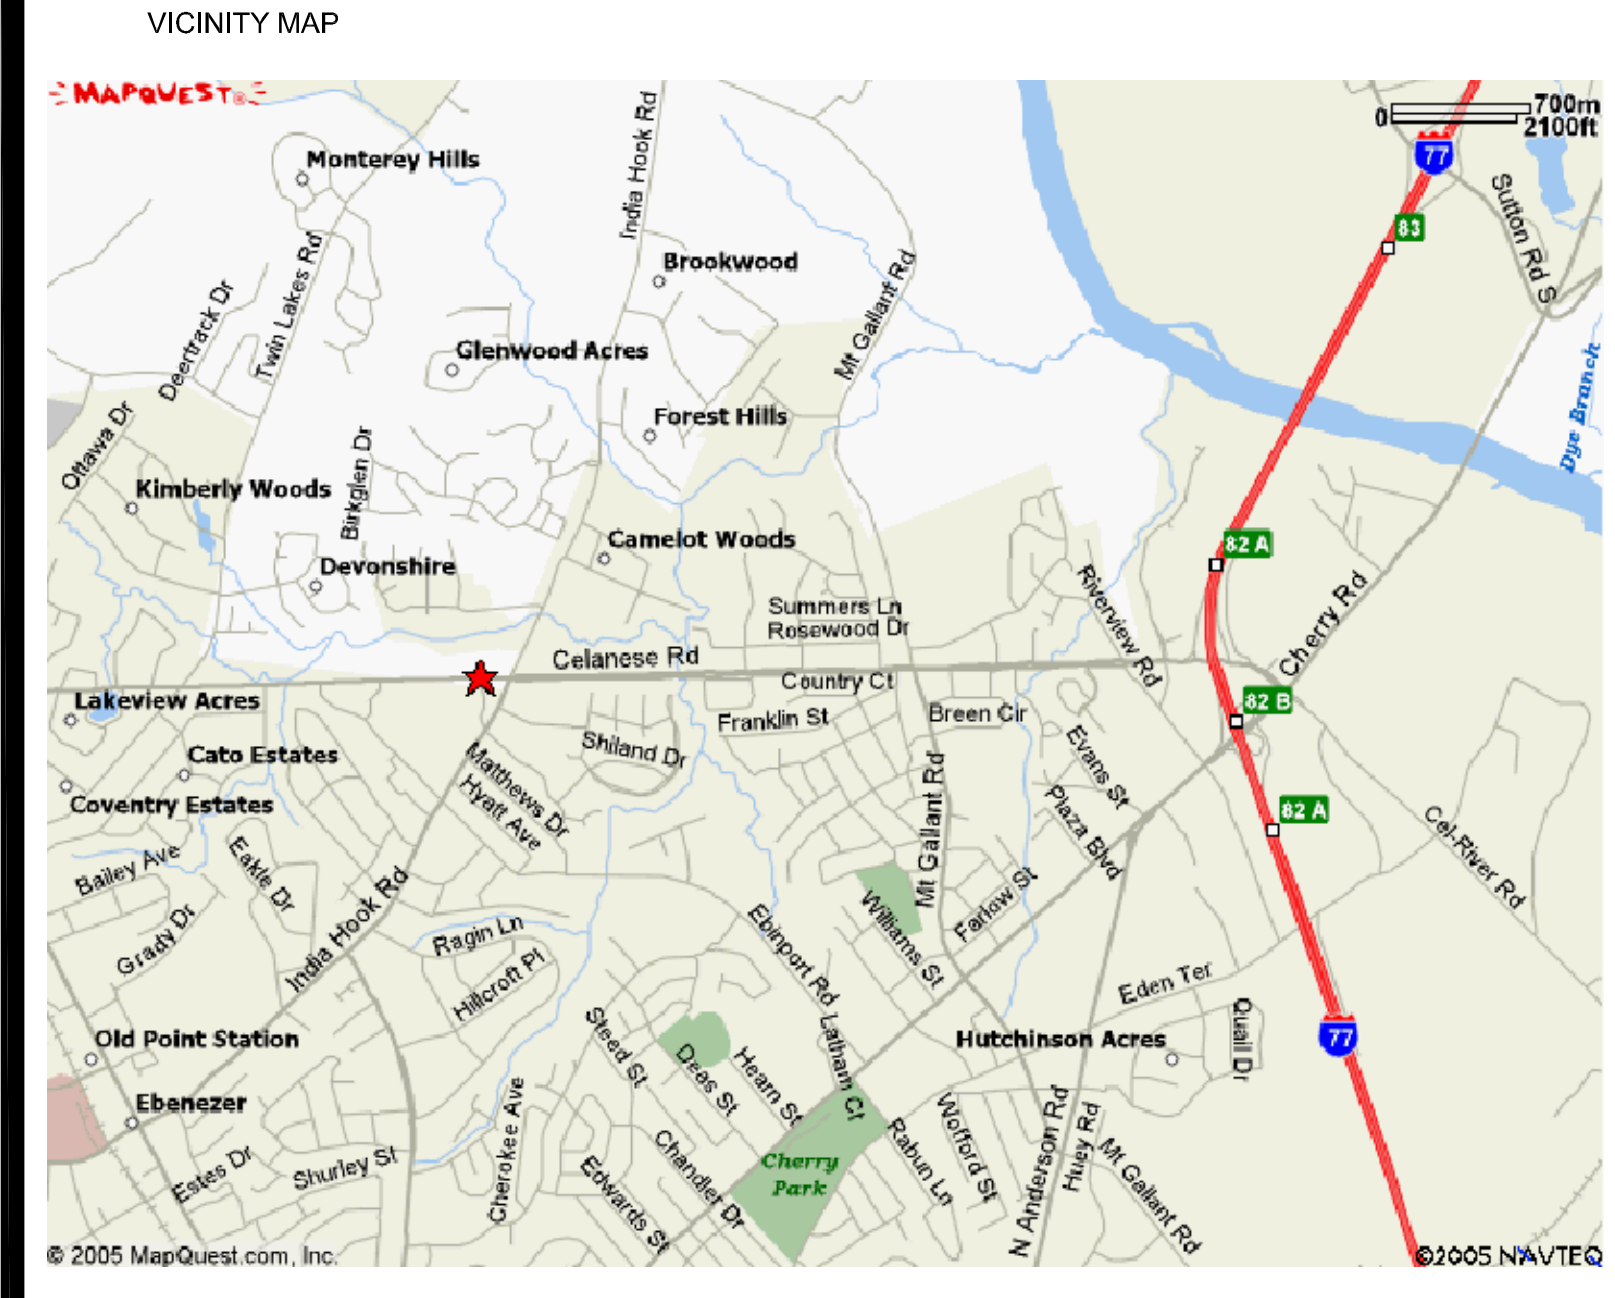 VICINITY MAP
MAPQUEST®
0
700m
2100ft
77
Monterey Hills
India Hook Rd
Sutton Rd S
83
Brookwood
Twin Lakes Rd
Mt Gallant Rd
Deertrack Dr
Glenwood Acres
Dye Branch
Ottawa Dr
Forest Hills
Birkglen Dr
Kimberly Woods
Camelot Woods
82 A
Devonshire
Riverview Rd
Cherry Rd
Summers Ln
Rosewood Dr
Celanese Rd
Country Ct
Lakeview Acres
82 B
Franklin St
Breen Cir
Shiland Dr
Evans St
Cato Estates
Matthews Dr
Hyatt Ave
Coventry Estates
Mt Gallant Rd
Plaza Blvd
82 A
Cel-River Rd
Bailey Ave
Eakle Dr
India Hook Rd
Williams St
Farlow St
Grady Dr
Ragin Ln
Ebinport Rd
Hillcroft Pl
Eden Ter
Old Point Station
Steed St
Latham Ct
Hutchinson Acres
Quail Dr
77
Deas St
Hearn St
Ebenezer
Cherokee Ave
Wofford St
N Anderson Rd
Huey Rd
Rabun Ln
Mt Gallant Rd
Estes Dr
Shurley St
Chandler Dr
Edwards St
Cherry
Park
© 2005 MapQuest.com, Inc.
©2005 NAVTEQ